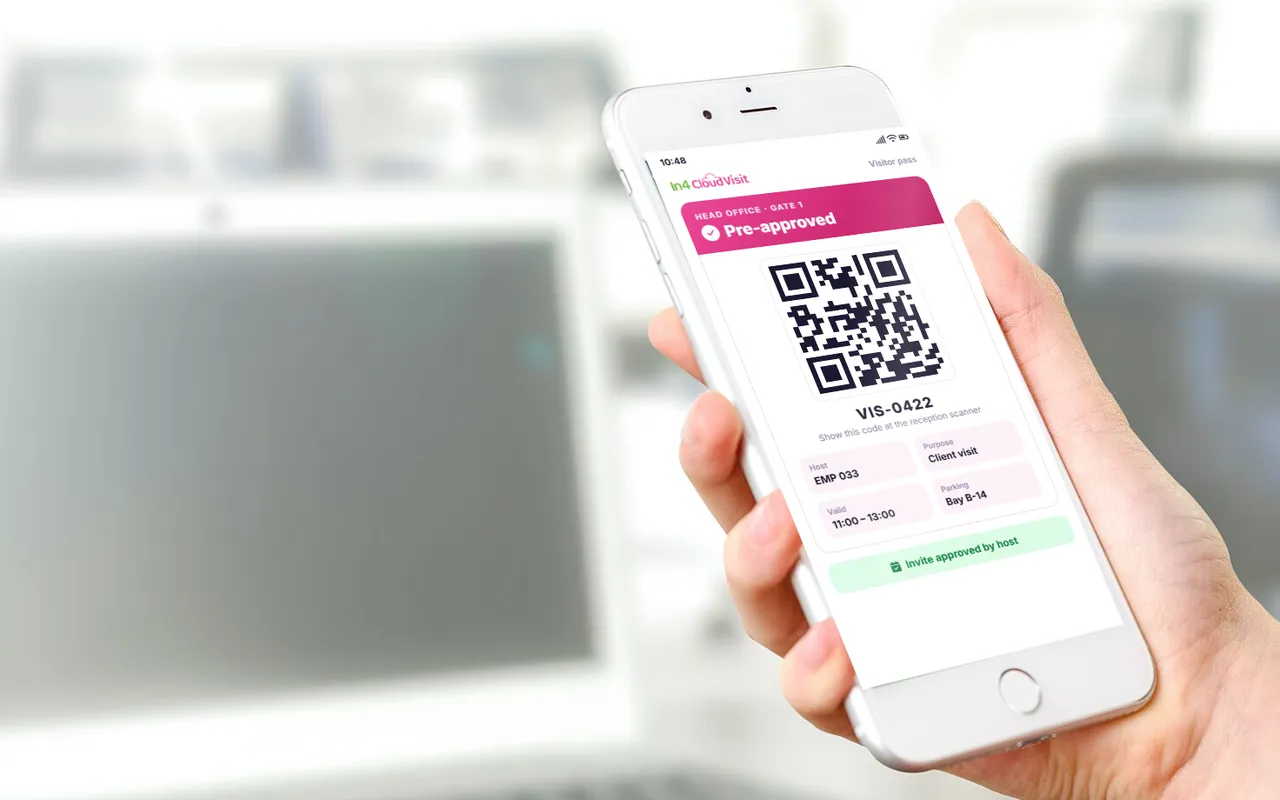 10:48
In4 CloudVisit
Visitor pass
HEAD OFFICE · GATE 1
Pre-approved
VIS-0422
Show this code at the reception scanner
Host
EMP 033
Purpose
Client visit
Valid
11:00 – 13:00
Parking
Bay B-14
Invite approved by host